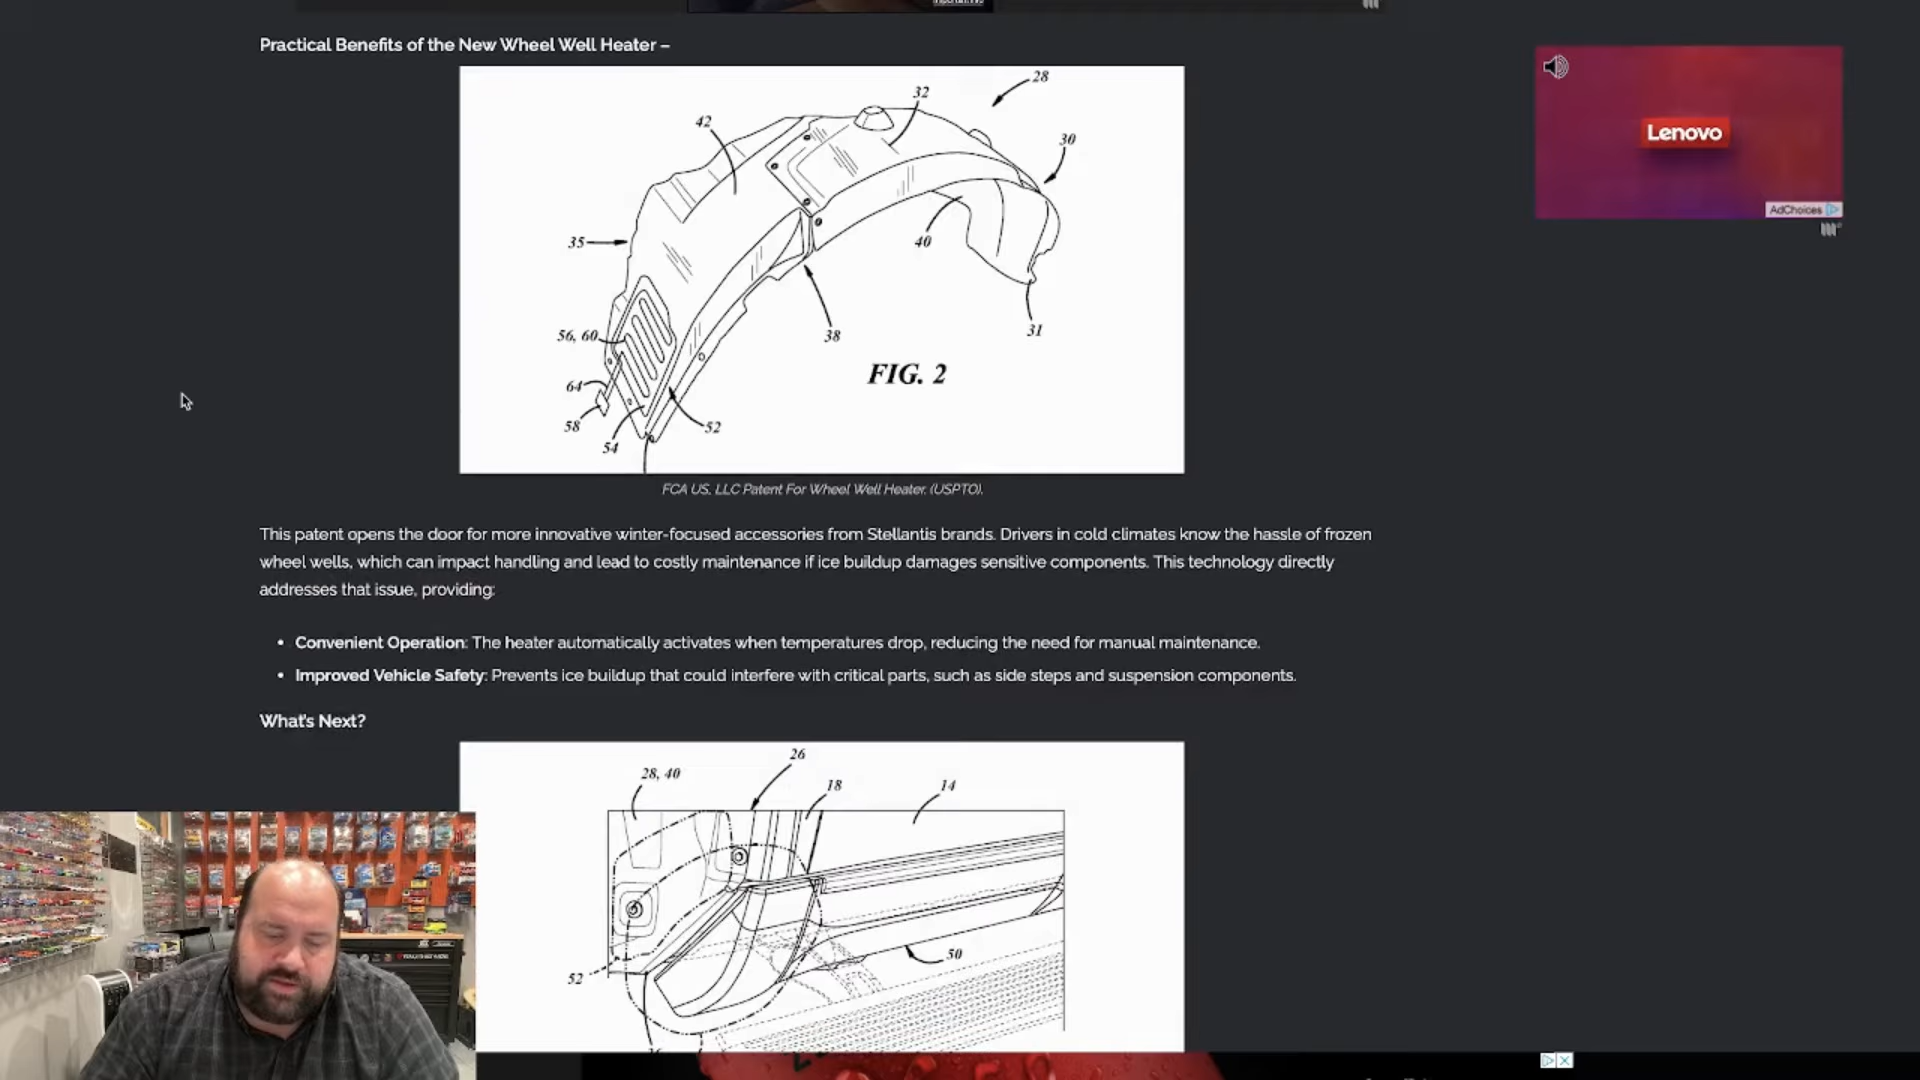 Practical Benefits of the New Wheel Well Heater –
28
32
42
30
35
40
56, 60
38
31
FIG. 2
64
58
54
52
FCA US, LLC Patent For Wheel Well Heater. (USPTO).
Lenovo
AdChoices
This patent opens the door for more innovative winter-focused accessories from Stellantis brands. Drivers in cold climates know the hassle of frozen
wheel wells, which can impact handling and lead to costly maintenance if ice buildup damages sensitive components. This technology directly
addresses that issue, providing:
• Convenient Operation: The heater automatically activates when temperatures drop, reducing the need for manual maintenance.
• Improved Vehicle Safety: Prevents ice buildup that could interfere with critical parts, such as side steps and suspension components.
What's Next?
26
28, 40
18
14
50
52